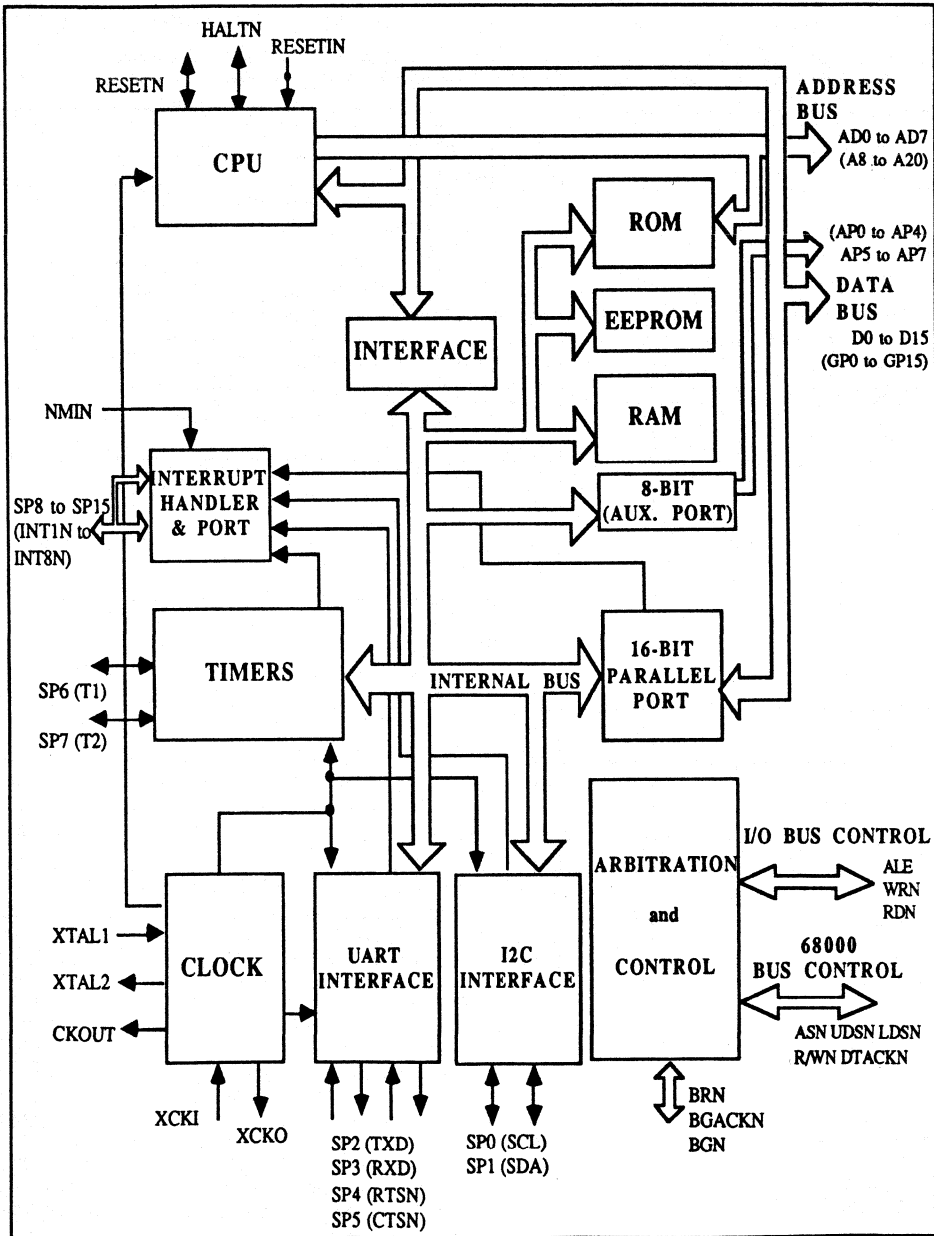 HALTN
RESETIN
RESETN
CPU
ADDRESS
BUS
AD0 to AD7
(A8 to A20)
ROM
(AP0 to AP4)
AP5 to AP7
DATA
BUS
D0 to D15
(GP0 to GP15)
EEPROM
INTERFACE
RAM
NMIN
INTERRUPT
HANDLER
& PORT
SP8 to SP15
(INT1N to
INT8N)
8-BIT
(AUX. PORT)
TIMERS
SP6 (T1)
SP7 (T2)
INTERNAL BUS
16-BIT
PARALLEL
PORT
ARBITRATION
and
CONTROL
I/O BUS CONTROL
ALE
WRN
RDN
68000
BUS CONTROL
ASN UDSN LDSN
R/WN DTACKN
XTAL1
XTAL2
CKOUT
CLOCK
UART
INTERFACE
I2C
INTERFACE
XCKI
XCKO
SP2 (TXD)
SP3 (RXD)
SP4 (RTSN)
SP5 (CTSN)
SP0 (SCL)
SP1 (SDA)
BRN
BGACKN
BGN